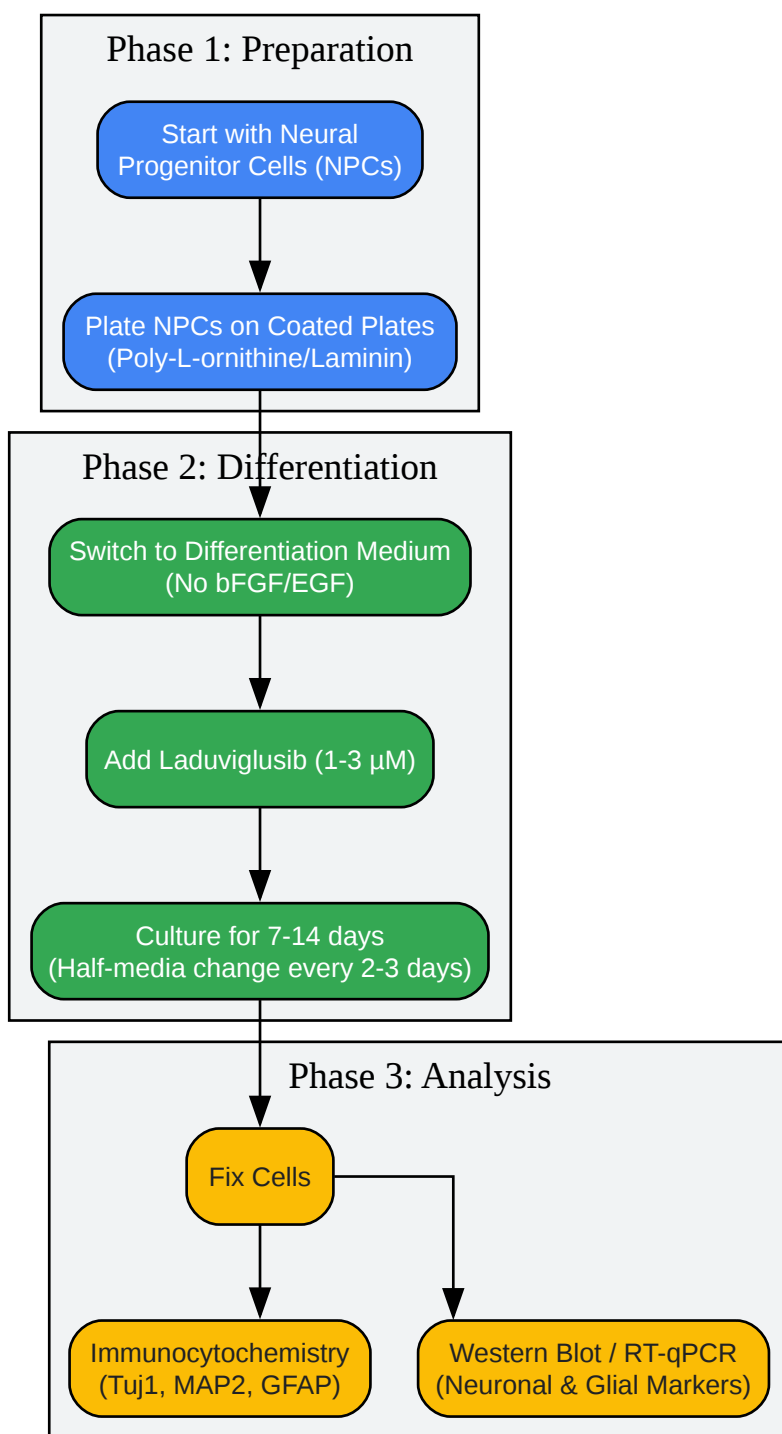 Phase 1: Preparation
Start with Neural
Progenitor Cells (NPCs)
Plate NPCs on Coated Plates
(Poly-L-ornithine/Laminin)
Phase 2: Differentiation
Switch to Differentiation Medium
(No bFGF/EGF)
Add Laduviglusib (1-3 µM)
Culture for 7-14 days
(Half-media change every 2-3 days)
Phase 3: Analysis
Fix Cells
Immunocytochemistry
(Tuj1, MAP2, GFAP)
Western Blot / RT-qPCR
(Neuronal & Glial Markers)